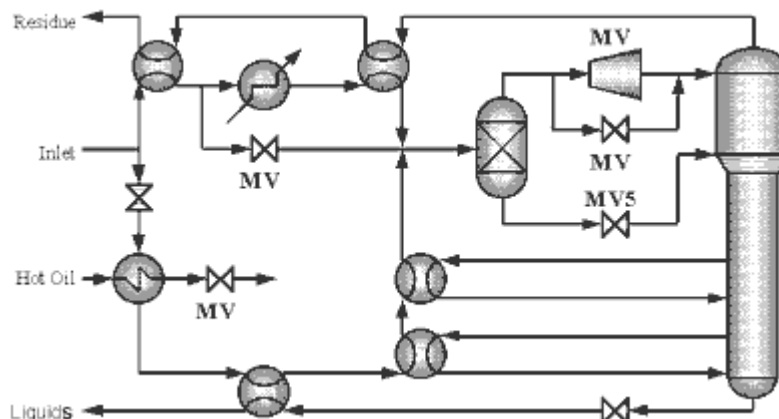 Residue
MV
Inlet
MV
MV
MV5
Hot Oil
MV
Liquids